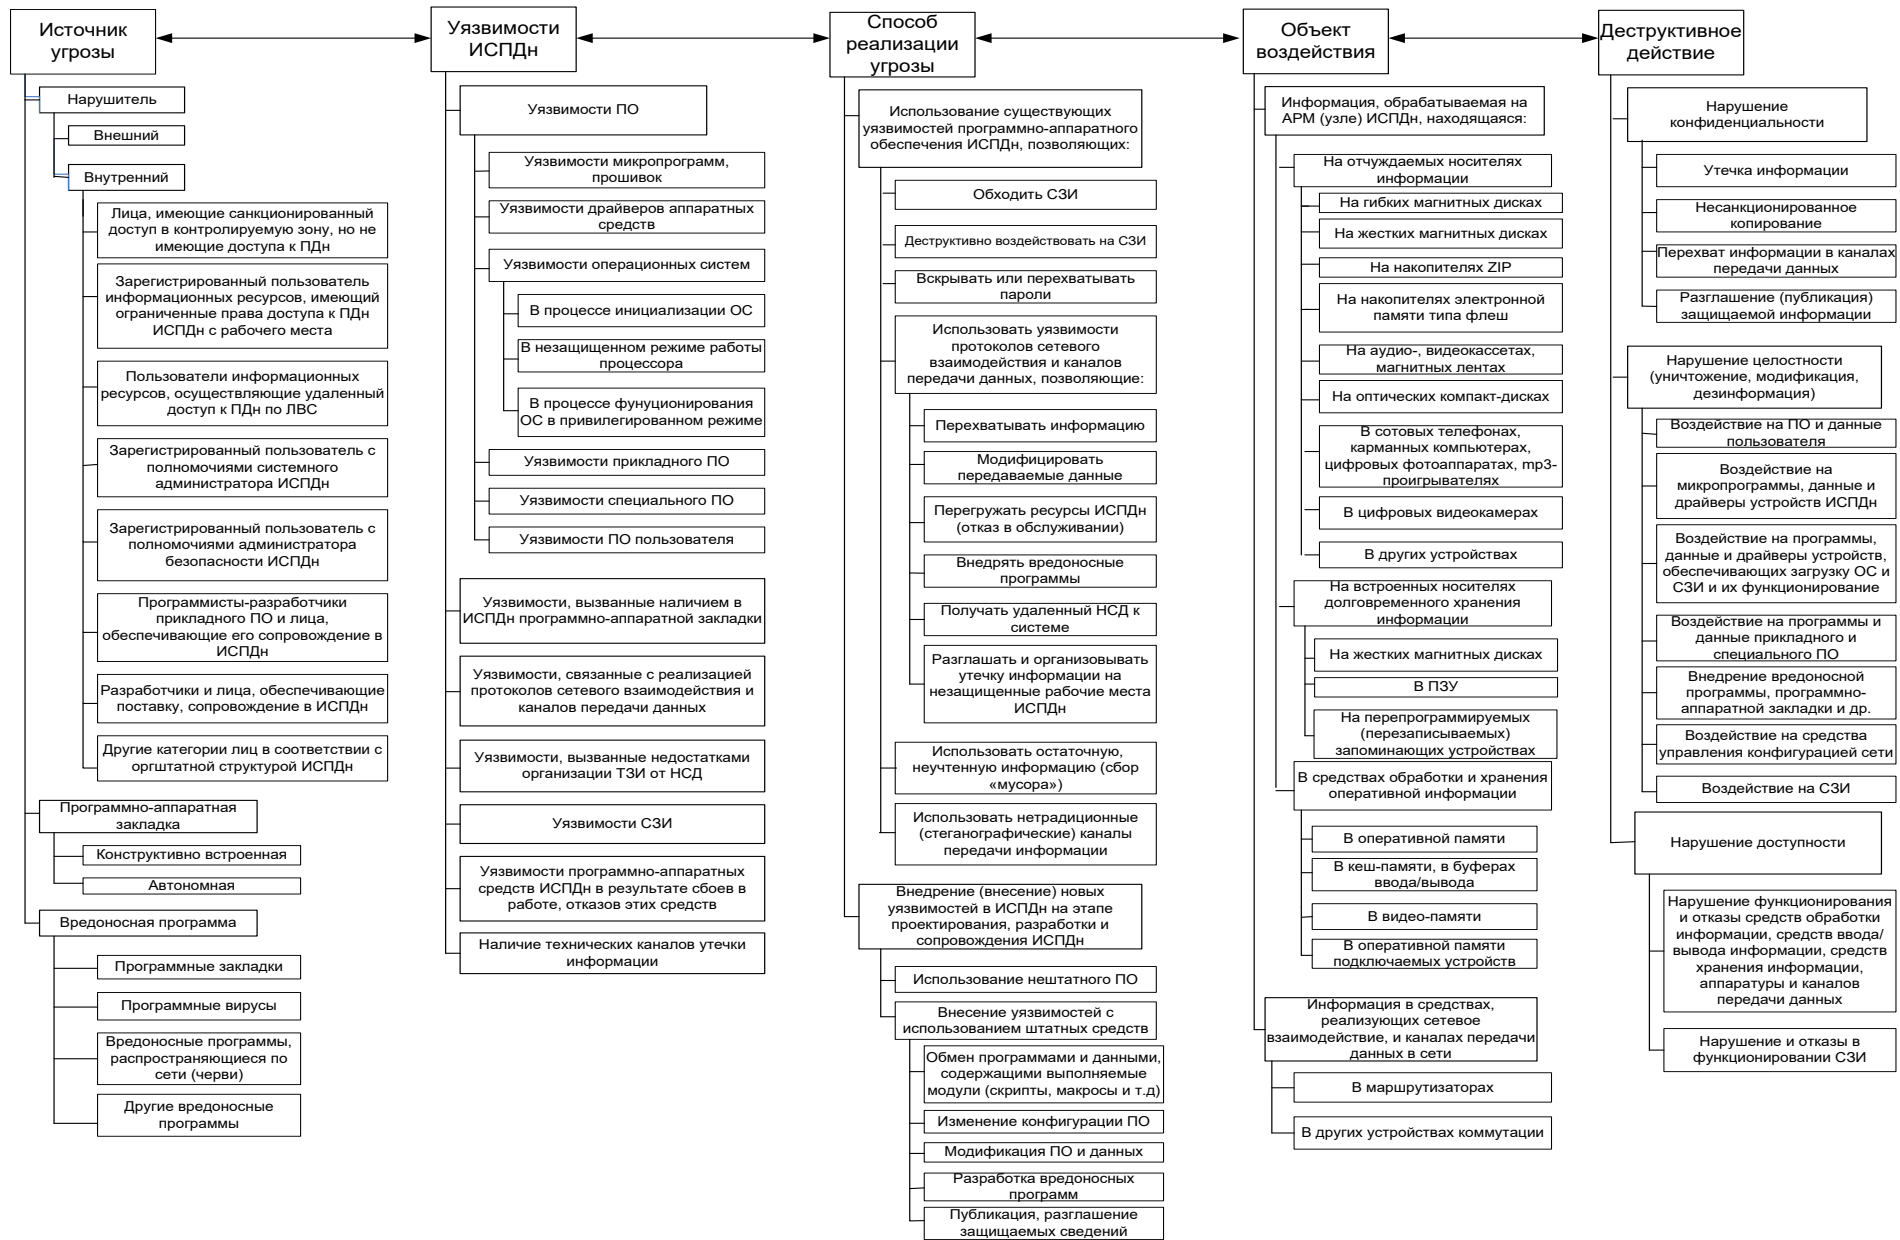 Источник
угрозы
Нарушитель
Внешний
Внутренний
Лица, имеющие санкционированный
доступ в контролируемую зону, но не
имеющие доступа к ПДн
Зарегистрированный пользователь
информационных ресурсов, имеющий
ограниченные права доступа к ПДн
ИСПДн с рабочего места
Пользователи информационных
ресурсов, осуществляющие удаленный
доступ к ПДн по ЛВС
Зарегистрированный пользователь с
полномочиями системного
администратора ИСПДн
Зарегистрированный пользователь с
полномочиями администратора
безопасности ИСПДн
Программисты-разработчики
прикладного ПО и лица,
обеспечивающие его сопровождение в
ИСПДн
Разработчики и лица, обеспечивающие
поставку, сопровождение в ИСПДн
Другие категории лиц в соответствии с
оргштатной структурой ИСПДн
Программно-аппаратная
закладка
Конструктивно встроенная
Автономная
Вредоносная программа
Программные закладки
Программные вирусы
Вредоносные программы,
распространяющиеся по
сети (черви)
Другие вредоносные
программы
Уязвимости
ИСПДн
Уязвимости ПО
Уязвимости микропрограмм,
прошивок
Уязвимости драйверов аппаратных
средств
Уязвимости операционных систем
В процессе инициализации ОС
В незащищенном режиме работы
процессора
В процессе фунуционирования
ОС в привилегированном режиме
Уязвимости прикладного ПО
Уязвимости специального ПО
Уязвимости ПО пользователя
Уязвимости, вызванные наличием в
ИСПДн программно-аппаратной закладки
Уязвимости, связанные с реализацией
протоколов сетевого взаимодействия и
каналов передачи данных
Уязвимости, вызванные недостатками
организации ТЗИ от НСД
Уязвимости СЗИ
Уязвимости программно-аппаратных
средств ИСПДн в результате сбоев в
работе, отказов этих средств
Наличие технических каналов утечки
информации
Способ
реализации
угрозы
Использование существующих
уязвимостей программно-аппаратного
обеспечения ИСПДн, позволяющих:
Обходить СЗИ
Деструктивно воздействовать на СЗИ
Вскрывать или перехватывать
пароли
Использовать уязвимости
протоколов сетевого
взаимодействия и каналов
передачи данных, позволяющие:
Перехватывать информацию
Модифицировать
передаваемые данные
Перегружать ресурсы ИСПДн
(отказ в обслуживании)
Внедрять вредоносные
программы
Получать удаленный НСД к
системе
Разглашать и организовывать
утечку информации на
незащищенные рабочие места
ИСПДн
Использовать остаточную,
неучтенную информацию (сбор
«мусора»)
Использовать нетрадиционные
(стеганографические) каналы
передачи информации
Внедрение (внесение) новых
уязвимостей в ИСПДн на этапе
проектирования, разработки и
сопровождения ИСПДн
Использование нештатного ПО
Внесение уязвимостей с
использованием штатных средств
Обмен программами и данными,
содержащими выполняемые
модули (скрипты, макросы и т.д)
Изменение конфигурации ПО
Модификация ПО и данных
Разработка вредоносных
программ
Публикация, разглашение
защищаемых сведений
Объект
воздействия
Информация, обрабатываемая на
АРМ (узле) ИСПДн, находящаяся:
На отчуждаемых носителях
информации
На гибких магнитных дисках
На жестких магнитных дисках
На накопителях ZIP
На накопителях электронной
памяти типа флеш
На аудио-, видеокассетах,
магнитных лентах
На оптических компакт-дисках
В сотовых телефонах,
карманных компьютерах,
цифровых фотоаппаратах, mp3-
проигрывателях
В цифровых видеокамерах
В других устройствах
На встроенных носителях
долговременного хранения
информации
На жестких магнитных дисках
В ПЗУ
На перепрограммируемых
(перезаписываемых)
запоминающих устройствах
В средствах обработки и хранения
оперативной информации
В оперативной памяти
В кеш-памяти, в буферах
ввода/вывода
В видео-памяти
В оперативной памяти
подключаемых устройств
Информация в средствах,
реализующих сетевое
взаимодействие, и каналах передачи
данных в сети
В маршрутизаторах
В других устройствах коммутации
Деструктивное
действие
Нарушение
конфиденциальности
Утечка информации
Несанкционированное
копирование
Перехват информации в каналах
передачи данных
Разглашение (публикация)
защищаемой информации
Нарушение целостности
(уничтожение, модификация,
дезинформация)
Воздействие на ПО и данные
пользователя
Воздействие на
микропрограммы, данные и
драйверы устройств ИСПДн
Воздействие на программы,
данные и драйверы устройств,
обеспечивающих загрузку ОС и
СЗИ и их функционирование
Воздействие на программы и
данные прикладного и
специального ПО
Внедрение вредоносной
программы, программно-
аппаратной закладки и др.
Воздействие на средства
управления конфигурацией сети
Воздействие на СЗИ
Нарушение доступности
Нарушение функционирования
и отказы средств обработки
информации, средств ввода/
вывода информации, средств
хранения информации,
аппаратуры и каналов
передачи данных
Нарушение и отказы в
функционировании СЗИ